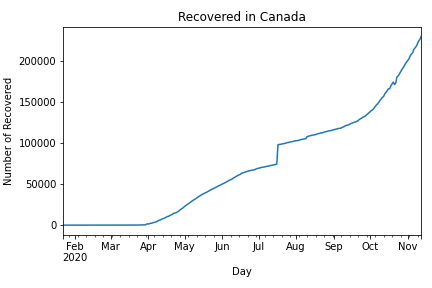 Recovered in Canada
Number of Recovered
200000
150000
100000
50000
0
Feb Mar Apr May Jun Jul Aug Sep Oct Nov
2020
Day